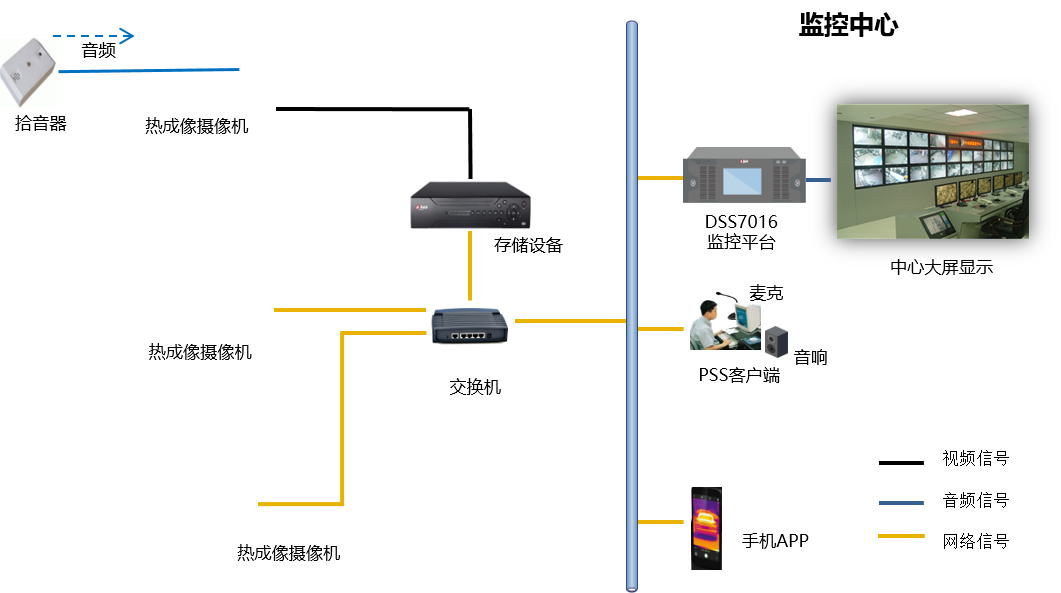 监控中心
音频
拾音器
热成像摄像机
存储设备
DSS7016
监控平台
中心大屏显示
麦克
音响
PSS客户端
热成像摄像机
交换机
视频信号
音频信号
网络信号
手机APP
热成像摄像机